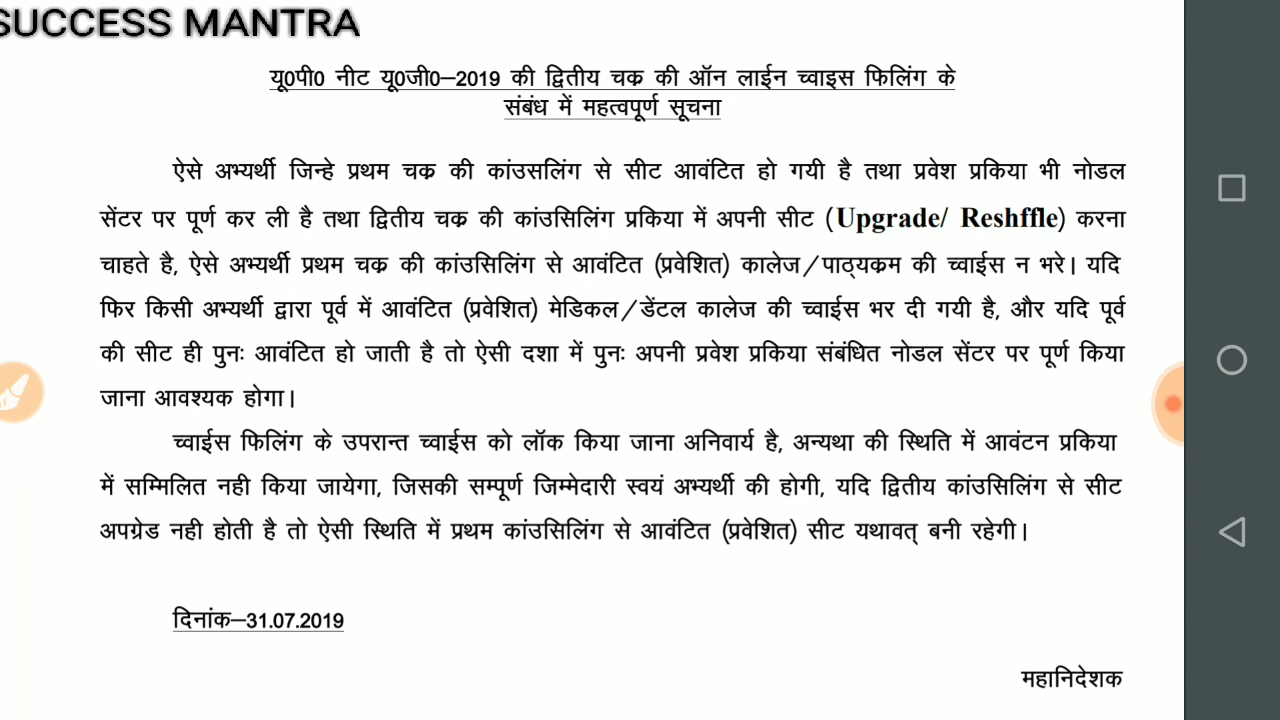 SUCCESS MANTRA
यू0पी0 नीट यू0जी0–2019 की द्वितीय चक्र की ऑन लाईन च्वाइस फिलिंग के
संबंध में महत्वपूर्ण सूचना
ऐसे अभ्यर्थी जिन्हे प्रथम चक्र की कांउसलिंग से सीट आवंटित हो गयी है तथा प्रवेश प्रकिया भी नोडल
सेंटर पर पूर्ण कर ली है तथा द्वितीय चक्र की कांउसिलिंग प्रकिया में अपनी सीट (Upgrade/ Reshffle) करना
चाहते है, ऐसे अभ्यर्थी प्रथम चक्र की कांउसिलिंग से आवंटित (प्रवेशित) कालेज/पाठ्यकम की च्वाईस न भरे। यदि
फिर किसी अभ्यर्थी द्वारा पूर्व में आवंटित (प्रवेशित) मेडिकल/डेंटल कालेज की च्वाईस भर दी गयी है, और यदि पूर्व
की सीट ही पुनः आवंटित हो जाती है तो ऐसी दशा में पुनः अपनी प्रवेश प्रकिया संबंधित नोडल सेंटर पर पूर्ण किया
जाना आवश्यक होगा।
च्वाईस फिलिंग के उपरान्त च्वाईस को लॉक किया जाना अनिवार्य है, अन्यथा की स्थिति में आवंटन प्रकिया
में सम्मिलित नही किया जायेगा, जिसकी सम्पूर्ण जिम्मेदारी स्वयं अभ्यर्थी की होगी, यदि द्वितीय कांउसिलिंग से सीट
अपग्रेड नही होती है तो ऐसी स्थिति में प्रथम कांउसिलिंग से आवंटित (प्रवेशित) सीट यथावत् बनी रहेगी।
दिनांक–31.07.2019
महानिदेशक